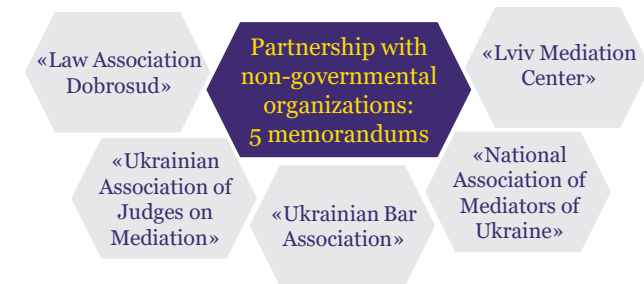 «Law Association
Dobrosud»
Partnership with
non-governmental
organizations:
5 memorandums
«Lviv Mediation
Center»
«Ukrainian
Association of
Judges on
Mediation»
«Ukrainian Bar
Association»
«National
Association of
Mediators of
Ukraine»